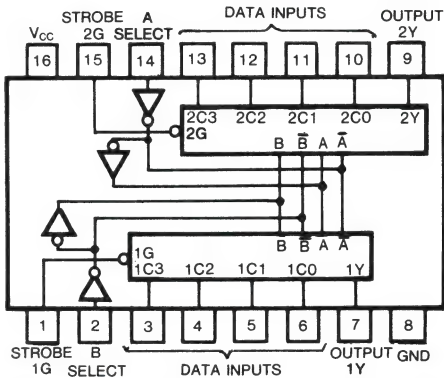 STROBE A DATA INPUTS OUTPUT
VCC 2G SELECT 2Y
16 15 14 13 12 11 10 9
2C3 2C2 2C1 2C0 2Y
2G
B B̅ A A̅
B B̅ A A̅
1G
1C3 1C2 1C1 1C0 1Y
1 2 3 4 5 6 7 8
STROBE B DATA INPUTS OUTPUT GND
1G SELECT 1Y